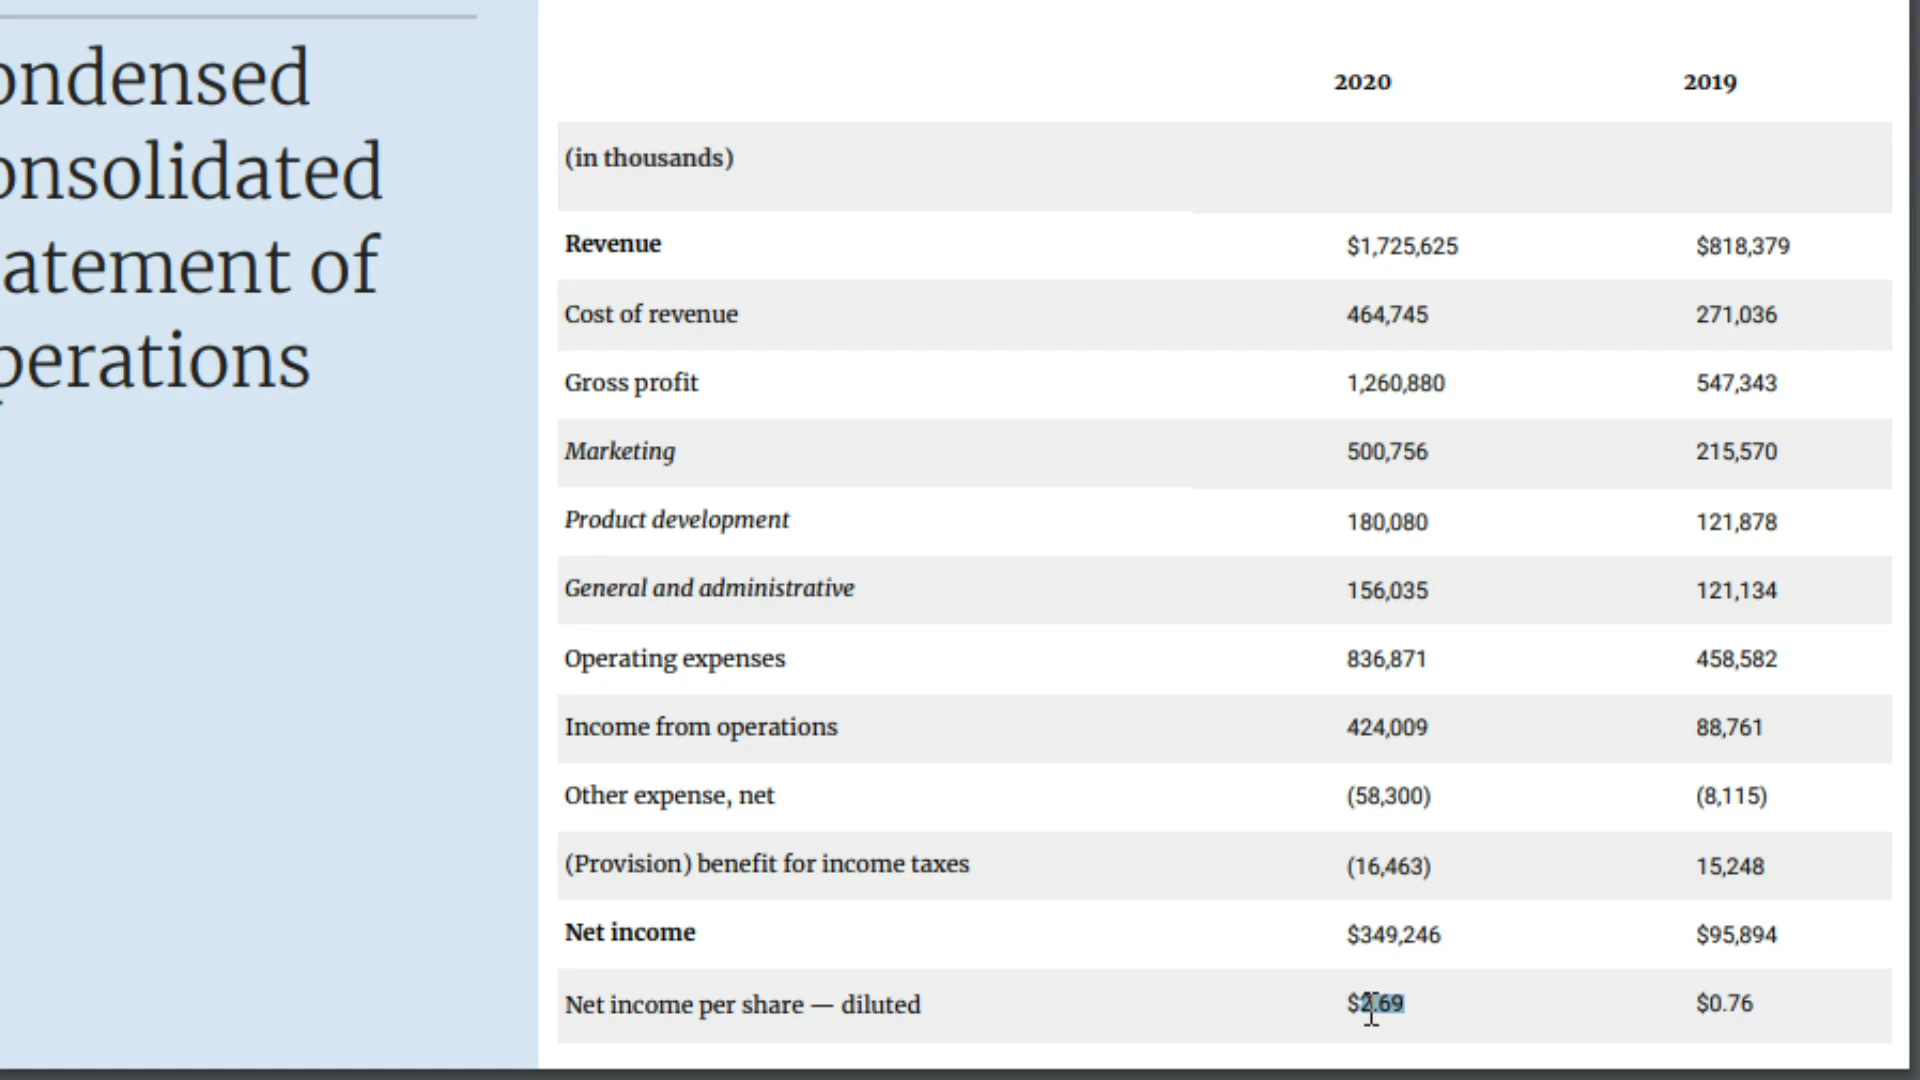 ondensed
onsolidated
atement of
perations
2020 2019
(in thousands)
Revenue $1,725,625 $818,379
Cost of revenue 464,745 271,036
Gross profit 1,260,880 547,343
Marketing 500,756 215,570
Product development 180,080 121,878
General and administrative 156,035 121,134
Operating expenses 836,871 458,582
Income from operations 424,009 88,761
Other expense, net (58,300) (8,115)
(Provision) benefit for income taxes (16,463) 15,248
Net income $349,246 $95,894
Net income per share — diluted $2.69 $0.76